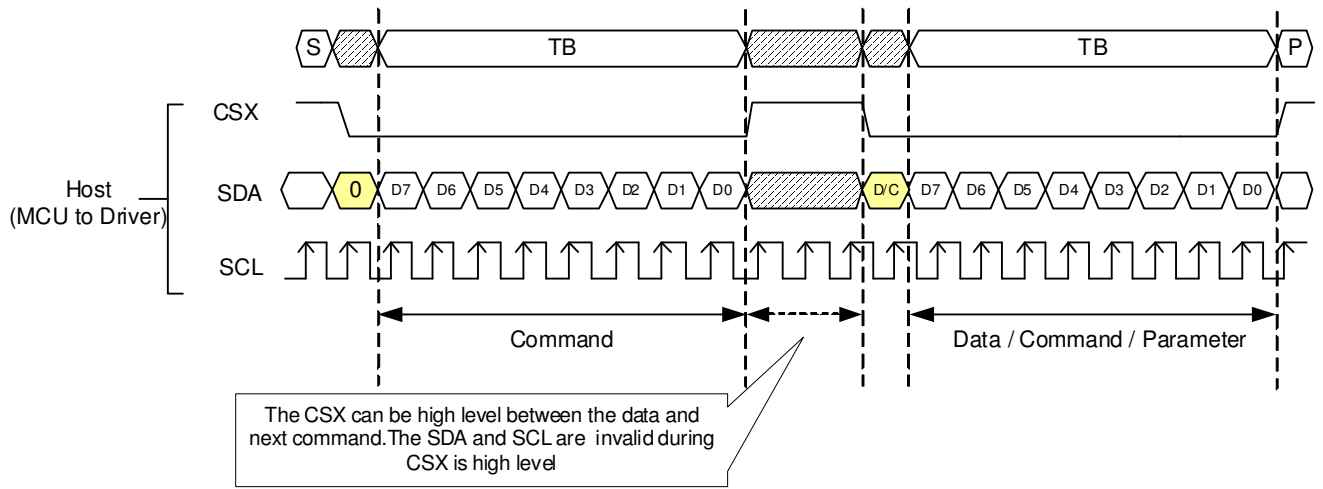 S TB TB P
CSX
Host
(MCU to Driver)
SDA 0 D7 D6 D5 D4 D3 D2 D1 D0 D/C D7 D6 D5 D4 D3 D2 D1 D0
SCL
Command Data / Command / Parameter
The CSX can be high level between the data and
next command.The SDA and SCL are invalid during
CSX is high level